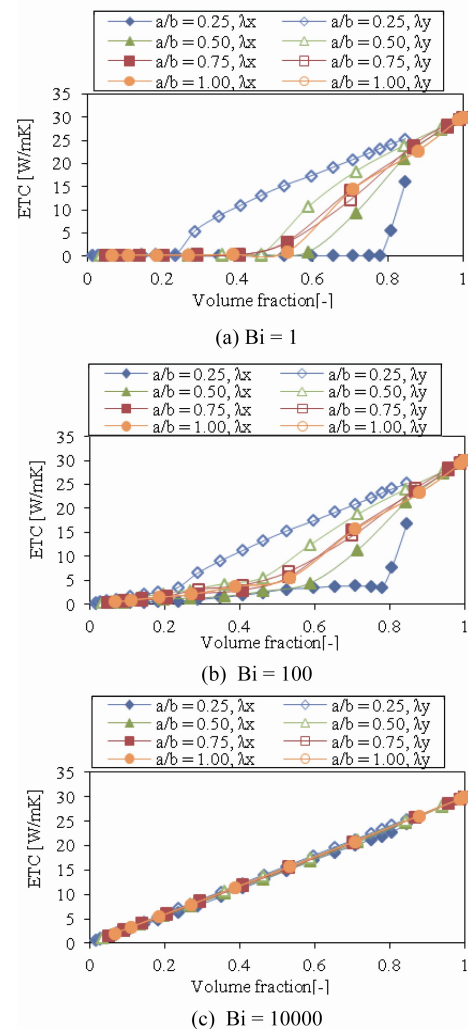 a/b = 0.25, λx a/b = 0.25, λy
a/b = 0.50, λx a/b = 0.50, λy
a/b = 0.75, λx a/b = 0.75, λy
a/b = 1.00, λx a/b = 1.00, λy
ETC [W/mK]
35
30
25
20
15
10
5
0
0 0.2 0.4 0.6 0.8 1
Volume fraction[-]
(a) Bi = 1
a/b = 0.25, λx a/b = 0.25, λy
a/b = 0.50, λx a/b = 0.50, λy
a/b = 0.75, λx a/b = 0.75, λy
a/b = 1.00, λx a/b = 1.00, λy
ETC [W/mK]
35
30
25
20
15
10
5
0
0 0.2 0.4 0.6 0.8 1
Volume fraction[-]
(b) Bi = 100
a/b = 0.25, λx a/b = 0.25, λy
a/b = 0.50, λx a/b = 0.50, λy
a/b = 0.75, λx a/b = 0.75, λy
a/b = 1.00, λx a/b = 1.00, λy
ETC [W/mK]
35
30
25
20
15
10
5
0
0 0.2 0.4 0.6 0.8 1
Volume fraction[-]
(c) Bi = 10000